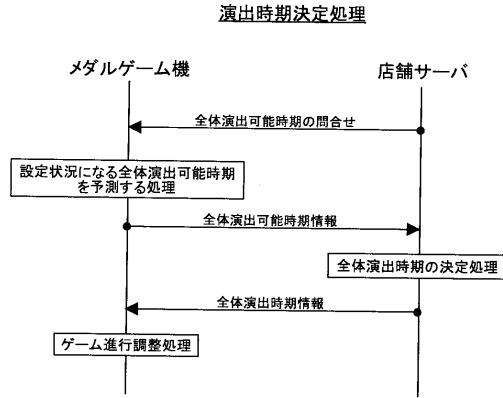 演出時期決定処理
メダルゲーム機
店舗サーバ
全体演出可能時期の問合せ
設定状況になる全体演出可能時期
を予測する処理
全体演出可能時期情報
全体演出時期の決定処理
全体演出時期情報
ゲーム進行調整処理